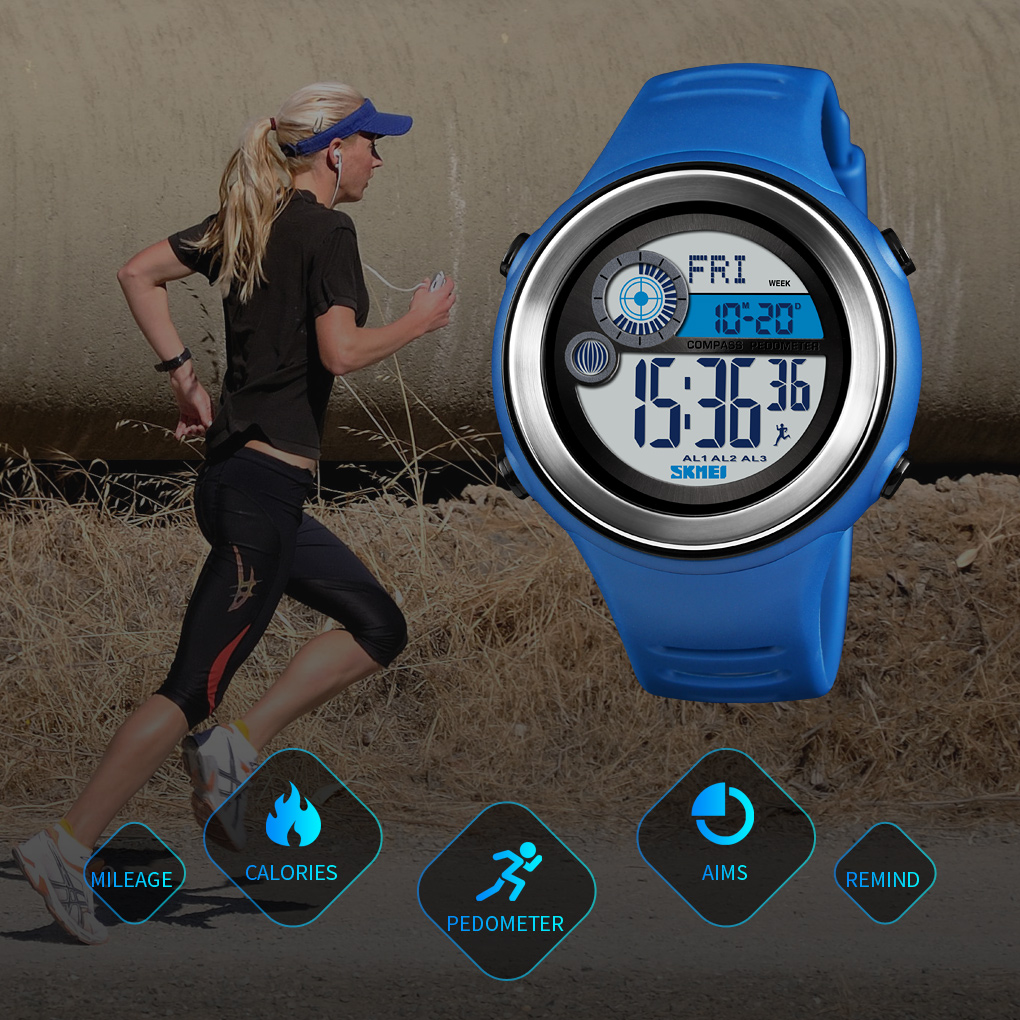 FRI
WEEK
10 M -20 D
COMPASS PEDOMETER
15:36 36
AL1 AL2 AL3
SKMEI
CALORIES
AIMS
MILEAGE
REMIND
PEDOMETER